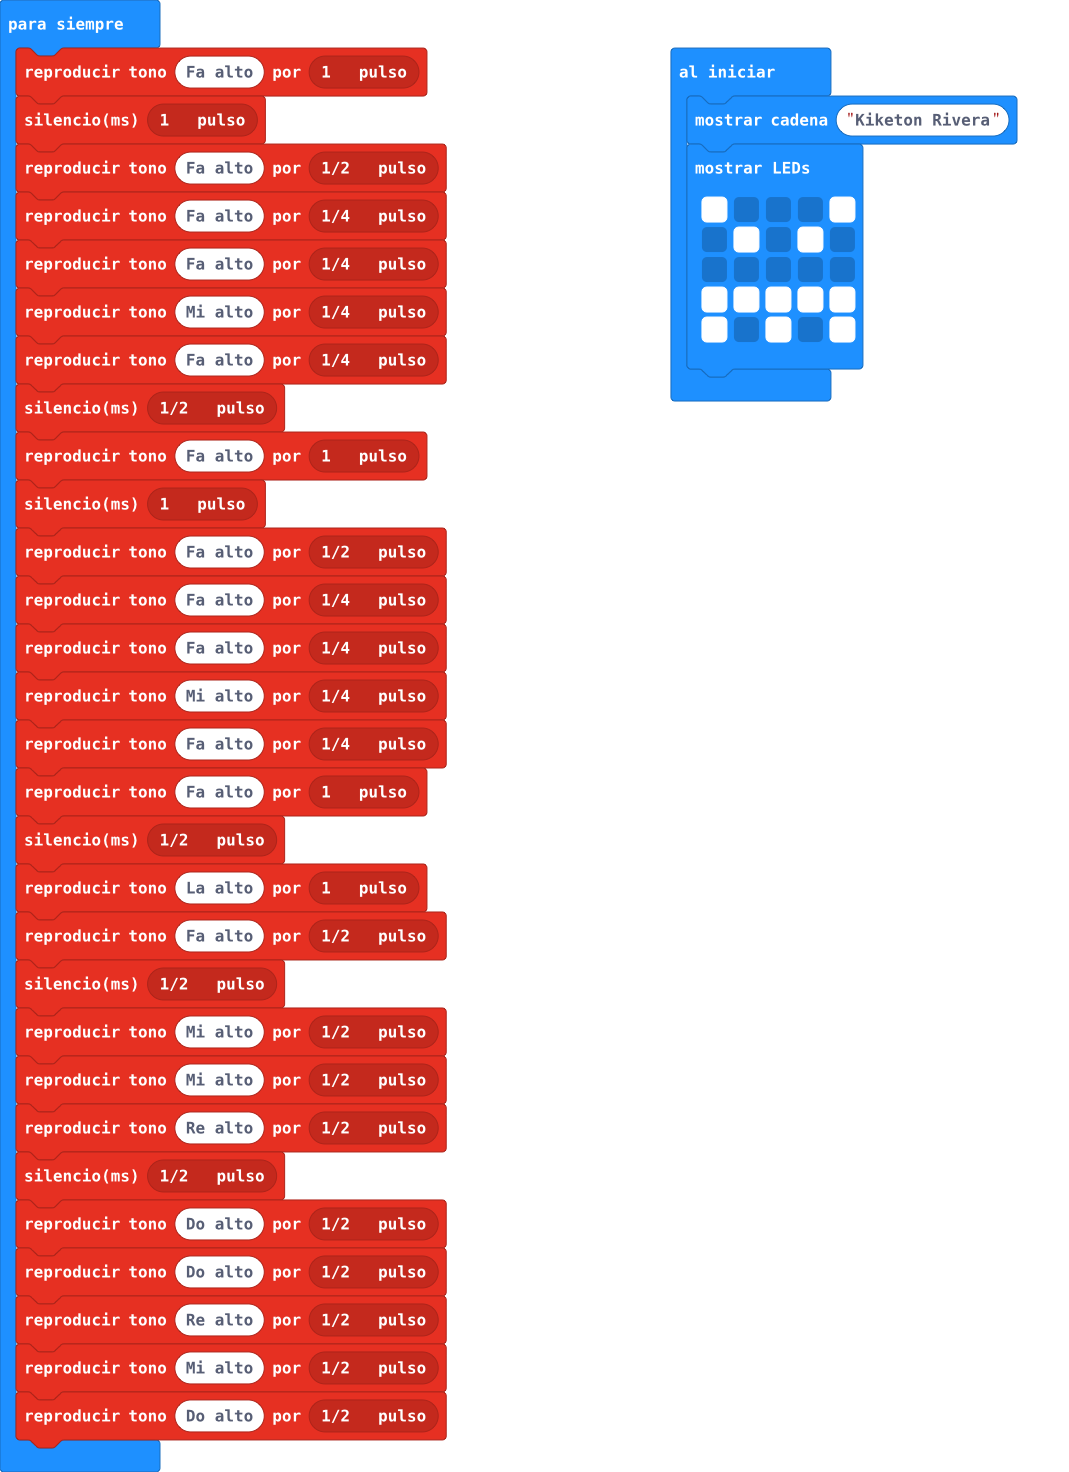 para siempre
reproducir tono Fa alto por 1 pulso
silencio(ms) 1 pulso
reproducir tono Fa alto por 1/2 pulso
reproducir tono Fa alto por 1/4 pulso
reproducir tono Fa alto por 1/4 pulso
reproducir tono Mi alto por 1/4 pulso
reproducir tono Fa alto por 1/4 pulso
silencio(ms) 1/2 pulso
reproducir tono Fa alto por 1 pulso
silencio(ms) 1 pulso
reproducir tono Fa alto por 1/2 pulso
reproducir tono Fa alto por 1/4 pulso
reproducir tono Fa alto por 1/4 pulso
reproducir tono Mi alto por 1/4 pulso
reproducir tono Fa alto por 1/4 pulso
reproducir tono Fa alto por 1 pulso
silencio(ms) 1/2 pulso
reproducir tono La alto por 1 pulso
reproducir tono Fa alto por 1/2 pulso
silencio(ms) 1/2 pulso
reproducir tono Mi alto por 1/2 pulso
reproducir tono Mi alto por 1/2 pulso
reproducir tono Re alto por 1/2 pulso
silencio(ms) 1/2 pulso
reproducir tono Do alto por 1/2 pulso
reproducir tono Do alto por 1/2 pulso
reproducir tono Re alto por 1/2 pulso
reproducir tono Mi alto por 1/2 pulso
reproducir tono Do alto por 1/2 pulso
al iniciar
mostrar cadena "Kiketon Rivera"
mostrar LEDs